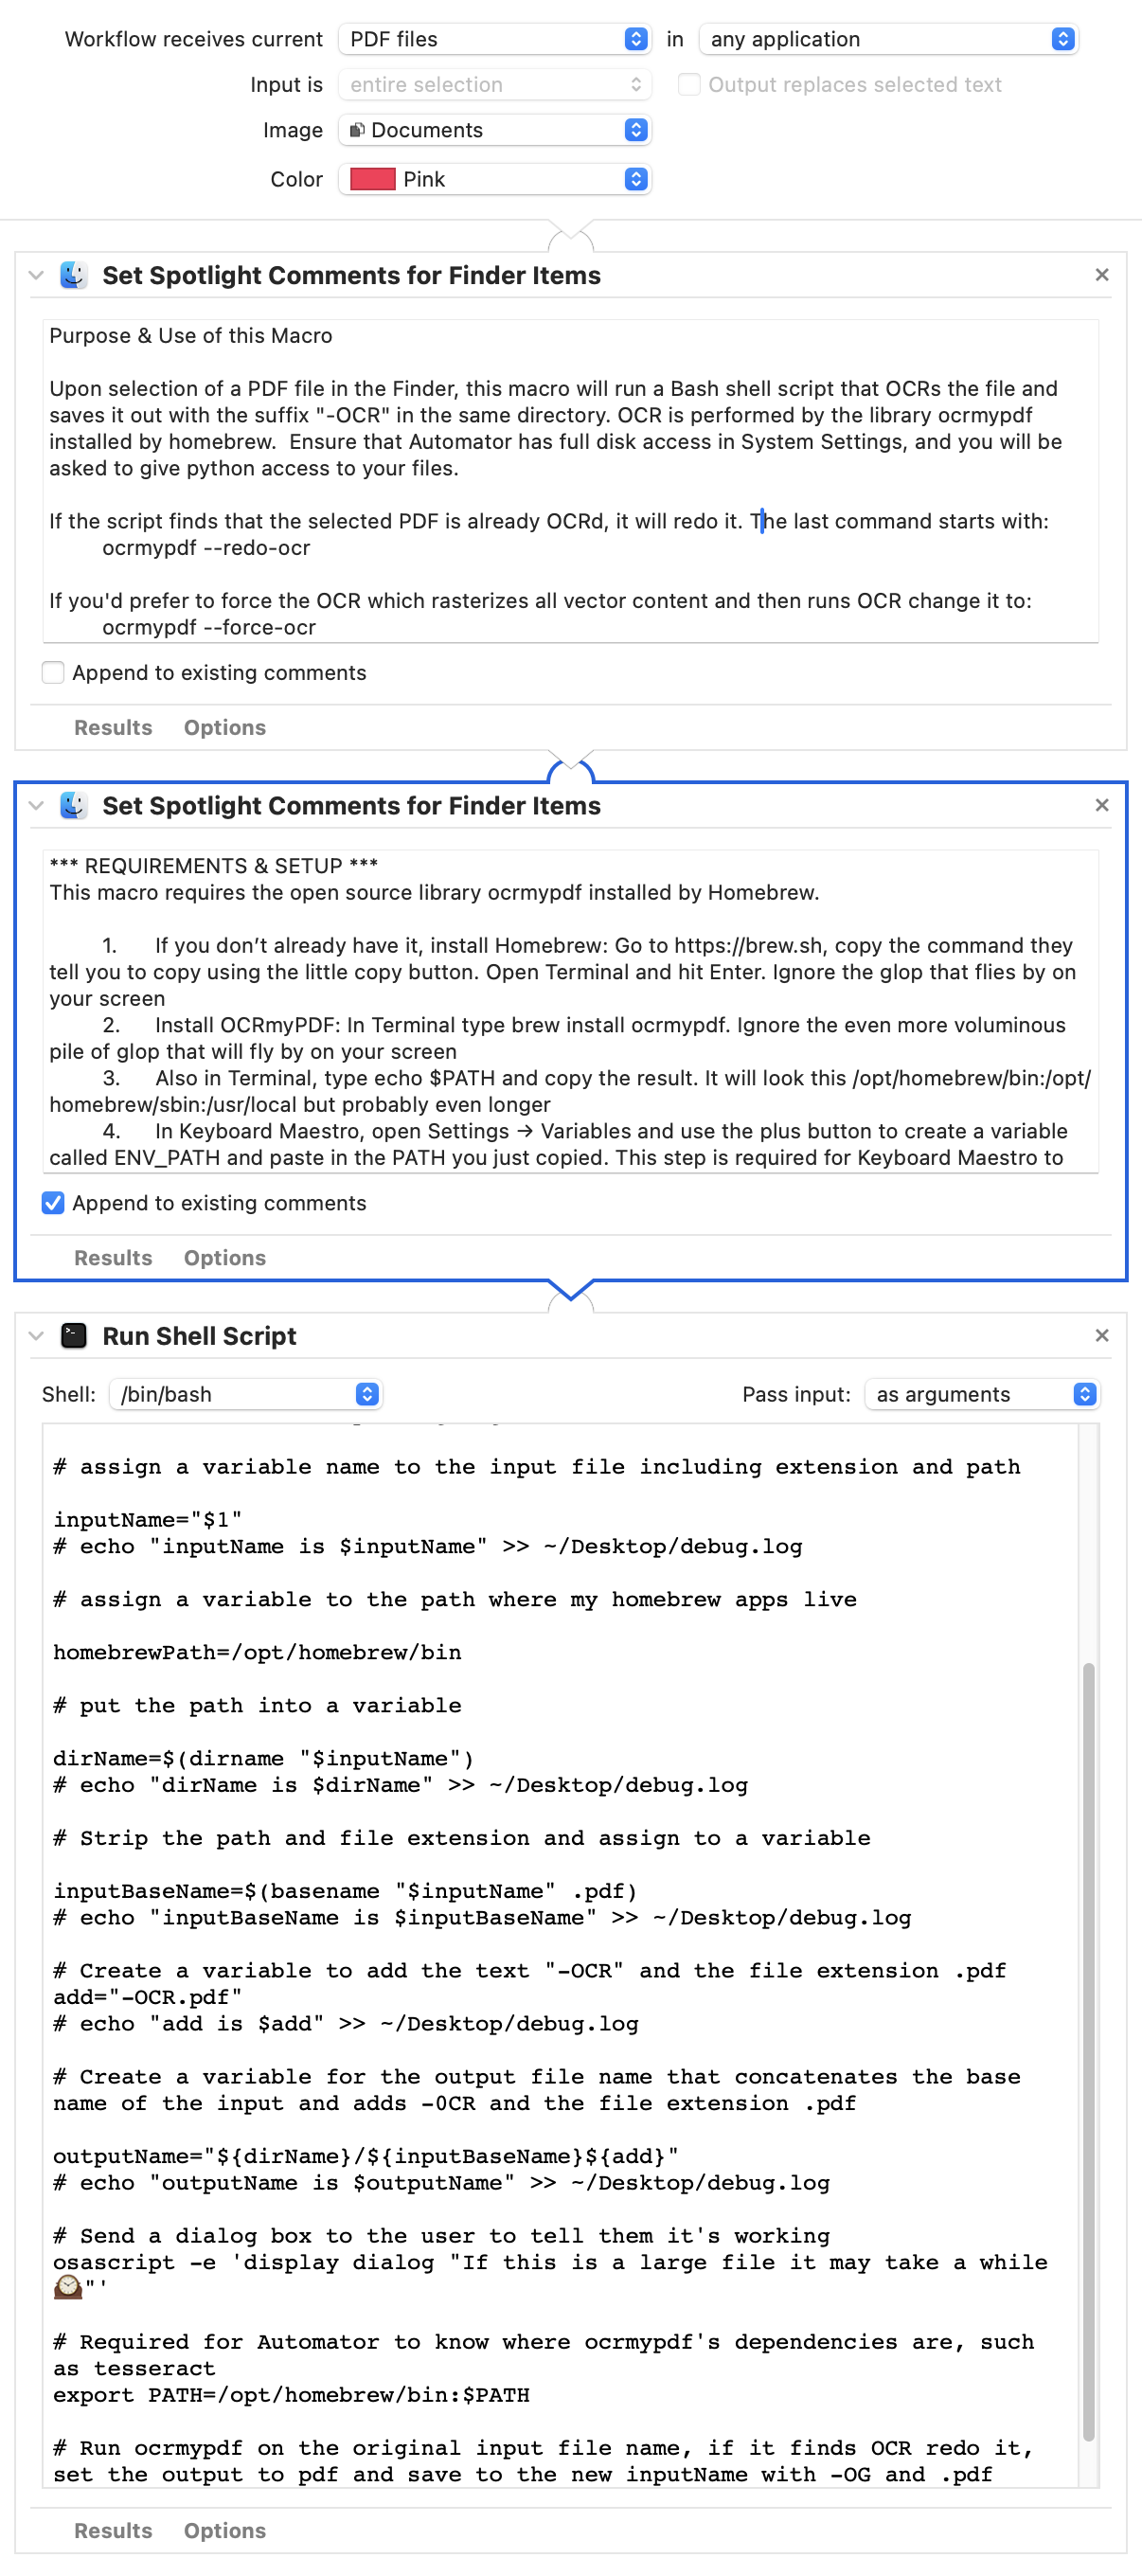 Workflow receives current PDF files in any application
Input is entire selection Output replaces selected text
Image Documents
Color Pink
Set Spotlight Comments for Finder Items
Purpose & Use of this Macro
Upon selection of a PDF file in the Finder, this macro will run a Bash shell script that OCRs the file and
saves it out with the suffix "-OCR" in the same directory. OCR is performed by the library ocrmypdf
installed by homebrew.  Ensure that Automator has full disk access in System Settings, and you will be
asked to give python access to your files.
If the script finds that the selected PDF is already OCRd, it will redo it. The last command starts with:
ocrmypdf --redo-ocr
If you'd prefer to force the OCR which rasterizes all vector content and then runs OCR change it to:
ocrmypdf --force-ocr
Append to existing comments
Results Options
Set Spotlight Comments for Finder Items
*** REQUIREMENTS & SETUP ***
This macro requires the open source library ocrmypdf installed by Homebrew.
1. If you don’t already have it, install Homebrew: Go to https://brew.sh, copy the command they
tell you to copy using the little copy button. Open Terminal and hit Enter. Ignore the glop that flies by on
your screen
2. Install OCRmyPDF: In Terminal type brew install ocrmypdf. Ignore the even more voluminous
pile of glop that will fly by on your screen
3. Also in Terminal, type echo $PATH and copy the result. It will look this /opt/homebrew/bin:/opt/
homebrew/sbin:/usr/local but probably even longer
4. In Keyboard Maestro, open Settings → Variables and use the plus button to create a variable
called ENV_PATH and paste in the PATH you just copied. This step is required for Keyboard Maestro to
Append to existing comments
Results Options
Run Shell Script
Shell: /bin/bash Pass input: as arguments
# assign a variable name to the input file including extension and path
inputName="$1"
# echo "inputName is $inputName" >> ~/Desktop/debug.log
# assign a variable to the path where my homebrew apps live
homebrewPath=/opt/homebrew/bin
# put the path into a variable
dirName=$(dirname "$inputName")
# echo "dirName is $dirName" >> ~/Desktop/debug.log
# Strip the path and file extension and assign to a variable
inputBaseName=$(basename "$inputName" .pdf)
# echo "inputBaseName is $inputBaseName" >> ~/Desktop/debug.log
# Create a variable to add the text "-OCR" and the file extension .pdf
add="-OCR.pdf"
# echo "add is $add" >> ~/Desktop/debug.log
# Create a variable for the output file name that concatenates the base
name of the input and adds -0CR and the file extension .pdf
outputName="${dirName}/${inputBaseName}${add}"
# echo "outputName is $outputName" >> ~/Desktop/debug.log
# Send a dialog box to the user to tell them it's working
osascript -e 'display dialog "If this is a large file it may take a while
🕰️"'
# Required for Automator to know where ocrmypdf's dependencies are, such
as tesseract
export PATH=/opt/homebrew/bin:$PATH
# Run ocrmypdf on the original input file name, if it finds OCR redo it,
set the output to pdf and save to the new inputName with -OG and .pdf
Results Options